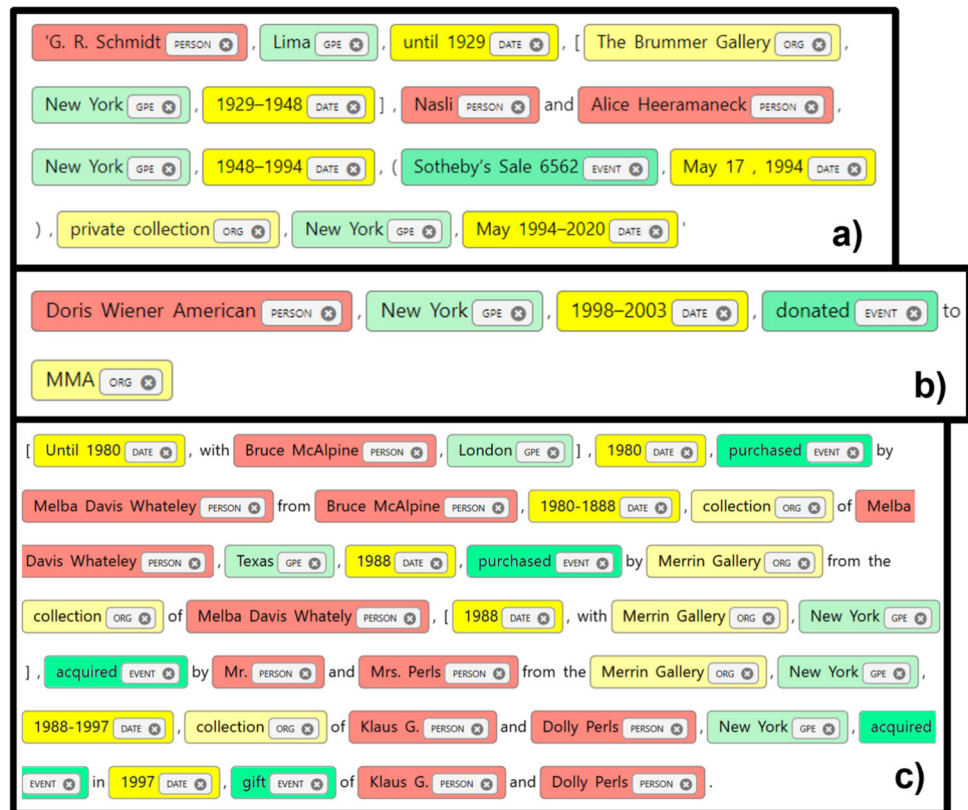 'G. R. Schmidt PERSON , Lima GPE , until 1929 DATE , [ The Brummer Gallery ORG ,
New York GPE , 1929–1948 DATE ] , Nasli PERSON and Alice Heeramaneck PERSON ,
New York GPE , 1948–1994 DATE , ( Sotheby's Sale 6562 EVENT , May 17 , 1994 DATE
) , private collection ORG , New York GPE , May 1994–2020 DATE '
a)
Doris Wiener American PERSON , New York GPE , 1998–2003 DATE , donated EVENT to
MMA ORG
b)
[ Until 1980 DATE , with Bruce McAlpine PERSON , London GPE ] , 1980 DATE , purchased EVENT by
Melba Davis Whateley PERSON from Bruce McAlpine PERSON , 1980-1888 DATE , collection ORG of Melba
Davis Whateley PERSON , Texas GPE , 1988 DATE , purchased EVENT by Merrin Gallery ORG from the
collection ORG of Melba Davis Whately PERSON , [ 1988 DATE , with Merrin Gallery ORG , New York GPE
] , acquired EVENT by Mr. PERSON and Mrs. Perls PERSON from the Merrin Gallery ORG , New York GPE ,
1988-1997 DATE , collection ORG of Klaus G. PERSON and Dolly Perls PERSON , New York GPE , acquired
EVENT in 1997 DATE , gift EVENT of Klaus G. PERSON and Dolly Perls PERSON .
c)